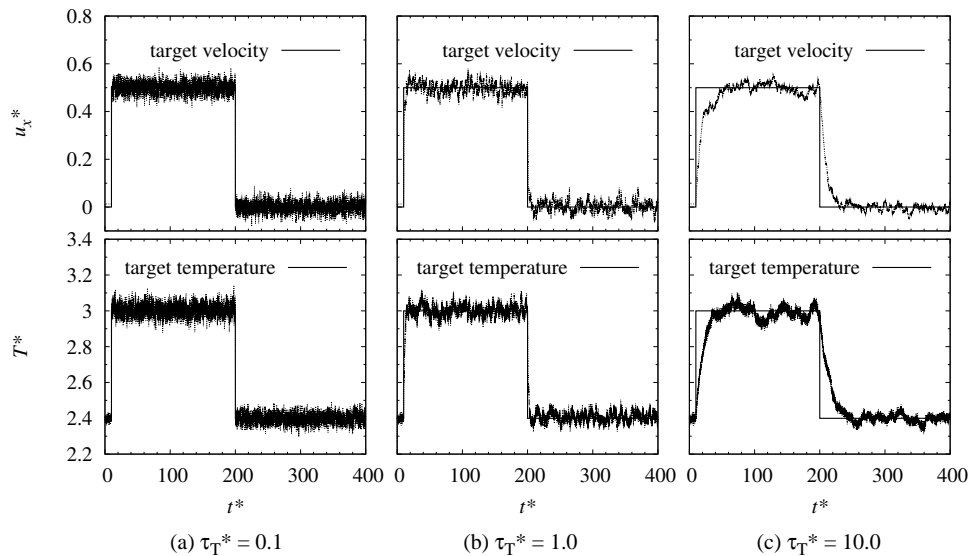 0.8
0.6
0.4
0.2
0
u_x*
target velocity
target velocity
target velocity
3.4
3.2
3
2.8
2.6
2.4
2.2
T*
target temperature
target temperature
target temperature
0 100 200 300 400
0 100 200 300 400
0 100 200 300 400
t*
t*
t*
(a) τ_T* = 0.1
(b) τ_T* = 1.0
(c) τ_T* = 10.0